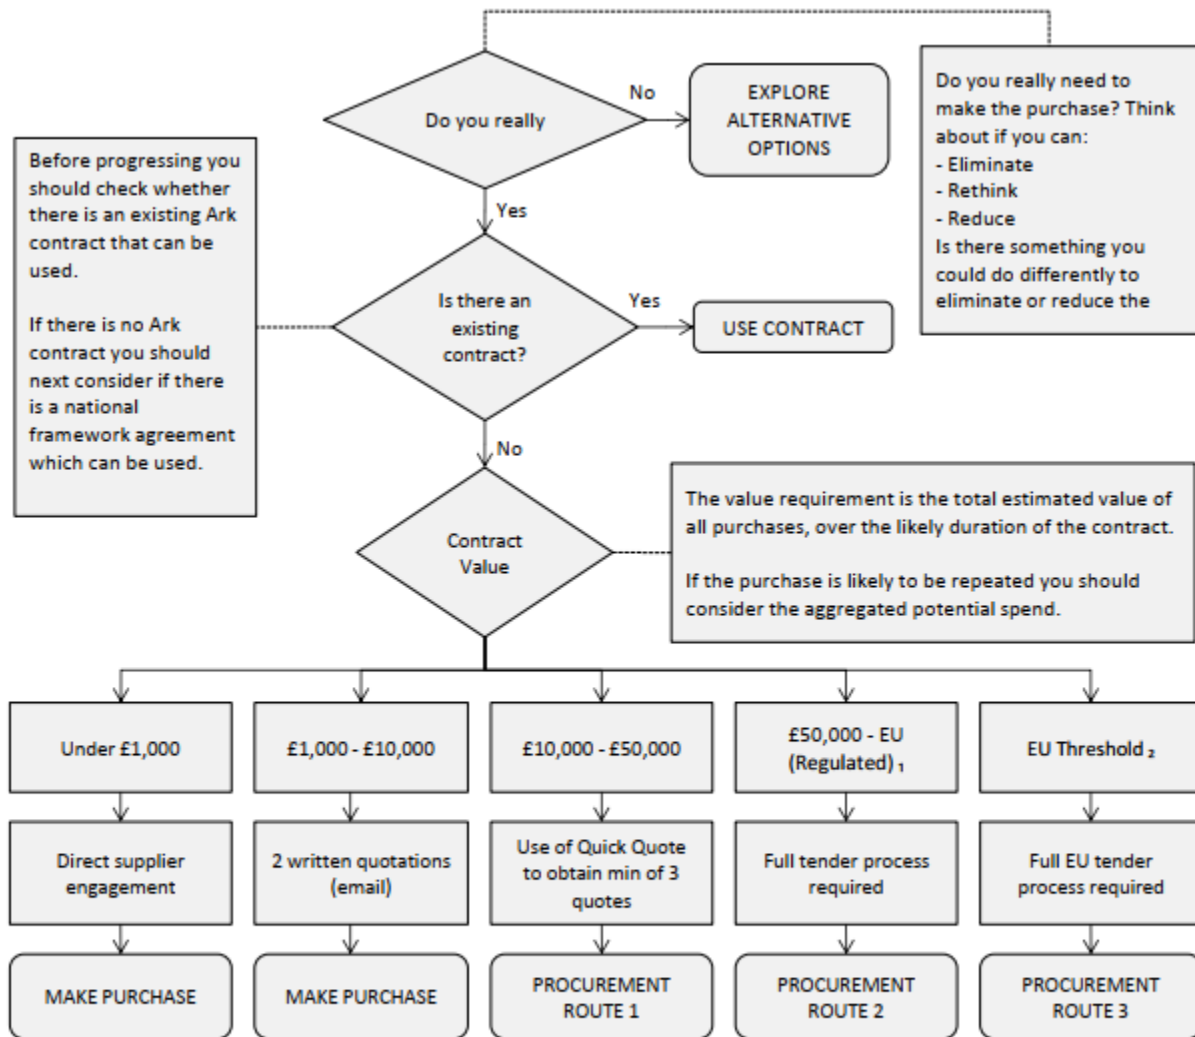 Do you really
No
EXPLORE
ALTERNATIVE
OPTIONS
Do you really need to
make the purchase? Think
about if you can:
- Eliminate
- Rethink
- Reduce
Is there something you
could do differently to
eliminate or reduce the
Before progressing you
should check whether
there is an existing Ark
contract that can be
used.
If there is no Ark
contract you should
next consider if there
is a national
framework agreement
which can be used.
Yes
Is there an
existing
contract?
Yes
USE CONTRACT
No
Contract
Value
The value requirement is the total estimated value of
all purchases, over the likely duration of the contract.
If the purchase is likely to be repeated you should
consider the aggregated potential spend.
Under £1,000
£1,000 - £10,000
£10,000 - £50,000
£50,000 - EU
(Regulated) ₁
EU Threshold ₂
Direct supplier
engagement
2 written quotations
(email)
Use of Quick Quote
to obtain min of 3
quotes
Full tender process
required
Full EU tender
process required
MAKE PURCHASE
MAKE PURCHASE
PROCUREMENT
ROUTE 1
PROCUREMENT
ROUTE 2
PROCUREMENT
ROUTE 3